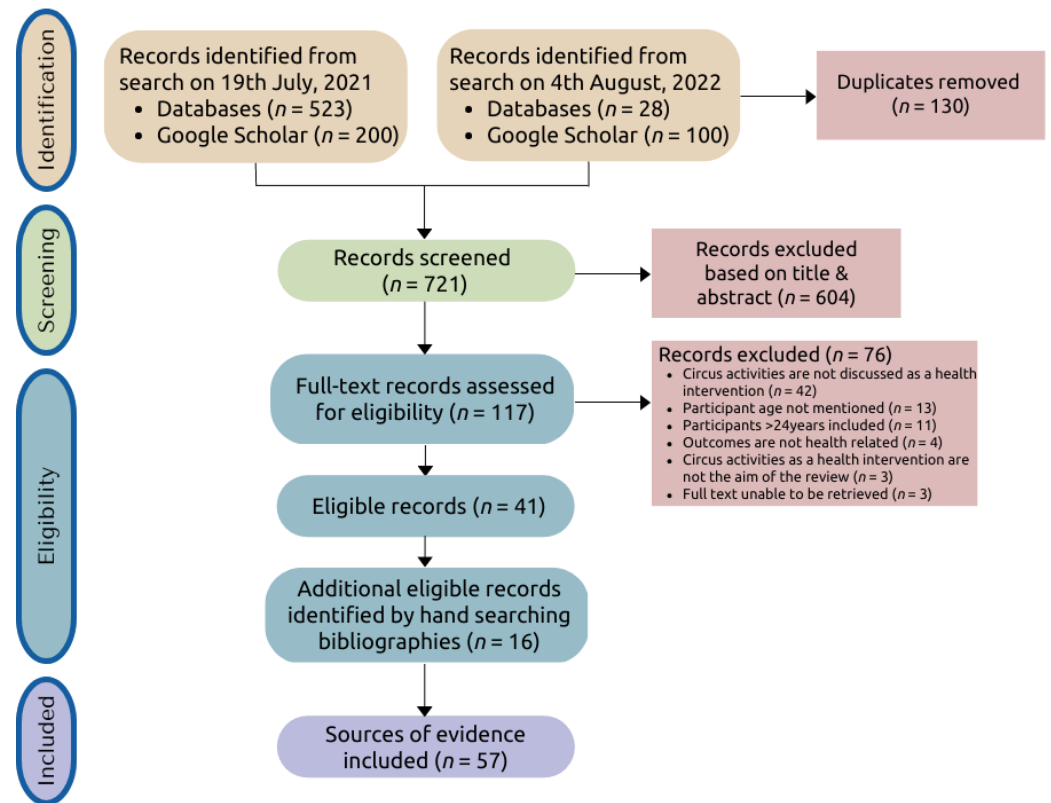 Identification
Records identified from
search on 19th July, 2021
• Databases (n = 523)
• Google Scholar (n = 200)
Records identified from
search on 4th August, 2022
• Databases (n = 28)
• Google Scholar (n = 100)
Duplicates removed
(n = 130)
Screening
Records screened
(n = 721)
Records excluded
based on title &
abstract (n = 604)
Eligibility
Full-text records assessed
for eligibility (n = 117)
Records excluded (n = 76)
• Circus activities are not discussed as a health
intervention (n = 42)
• Participant age not mentioned (n = 13)
• Participants >24years included (n = 11)
• Outcomes are not health related (n = 4)
• Circus activities as a health intervention are
not the aim of the review (n = 3)
• Full text unable to be retrieved (n = 3)
Eligible records (n = 41)
Additional eligible records
identified by hand searching
bibliographies (n = 16)
Included
Sources of evidence
included (n = 57)